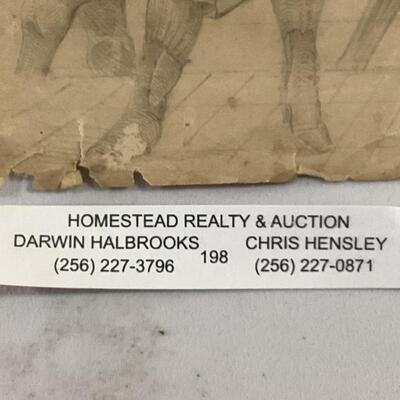 HOMESTEAD REALTY & AUCTION
DARWIN HALBROOKS 198 CHRIS HENSLEY
(256) 227-3796 (256) 227-0871